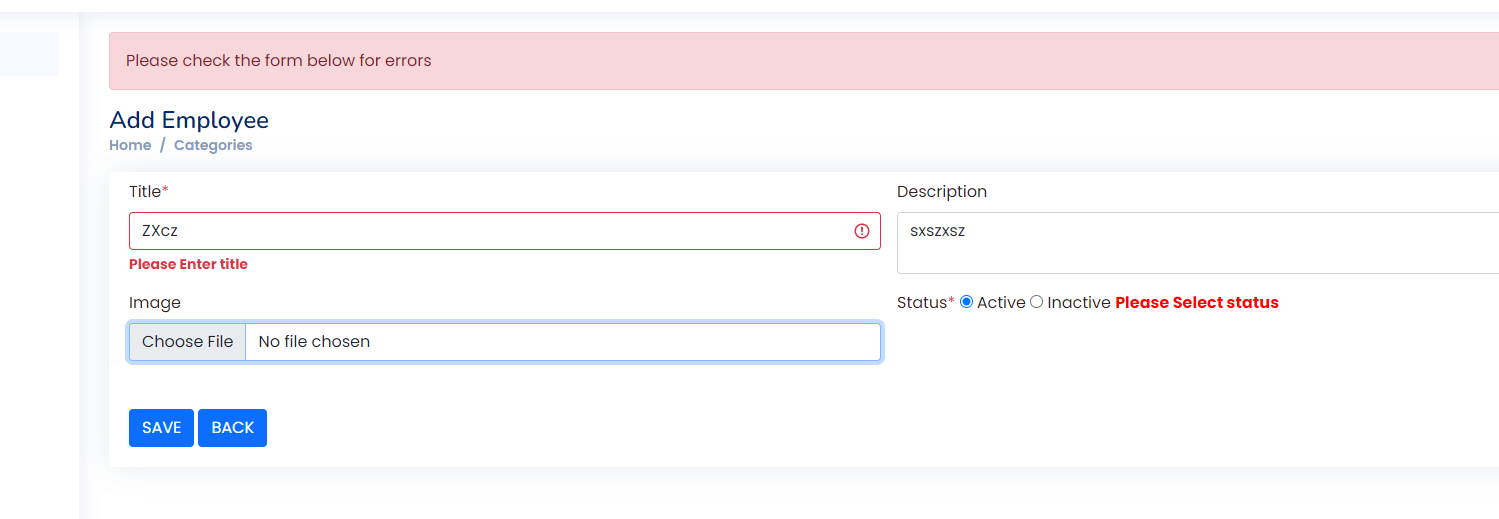 Please check the form below for errors
Add Employee
Home / Categories
Title*
Description
ZXcz
sxszxsz
Please Enter title
Image
Status* Active Inactive Please Select status
Choose File No file chosen
SAVE BACK